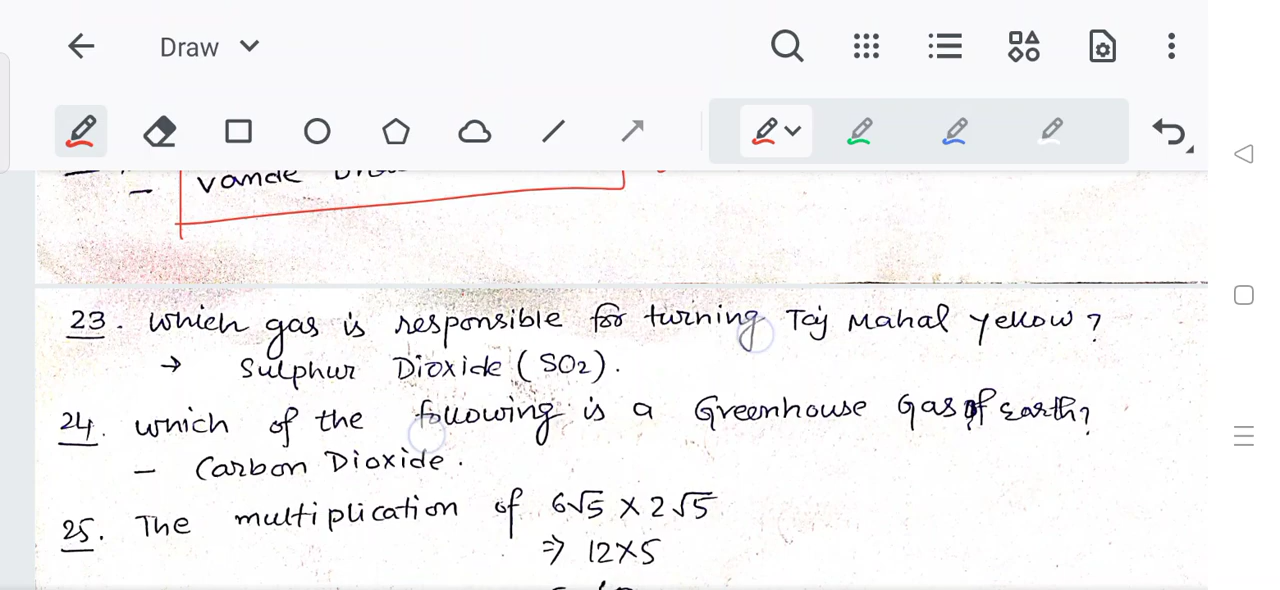 Draw
Vande
23. Which gas is responsible for turning Taj Mahal yellow?
→ Sulphur Dioxide (SO2).
24. Which of the following is a Greenhouse Gas of Earth?
- Carbon Dioxide.
25. The multiplication of 6√5 × 2√5
⇒ 12×5